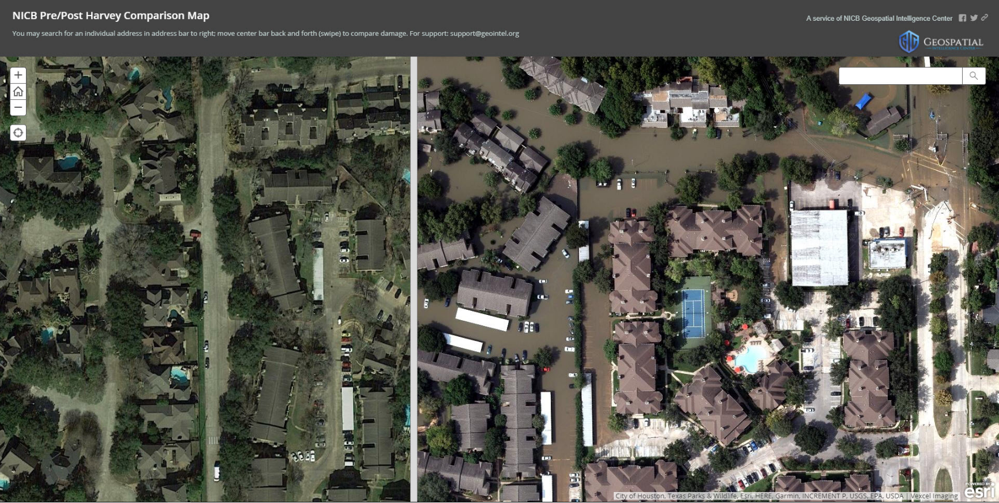 NICB Pre/Post Harvey Comparison Map
You may search for an individual address in address bar to right; move center bar back and forth (swipe) to compare damage. For support: support@geointel.org
A service of NICB Geospatial Intelligence Center
GEOSPATIAL
INTELLIGENCE CENTER
City of Houston, Texas Parks & Wildlife, Esri, HERE, Garmin, INCREMENT P, USGS, EPA, USDA | Vexcel Imaging
POWERED BY
esri